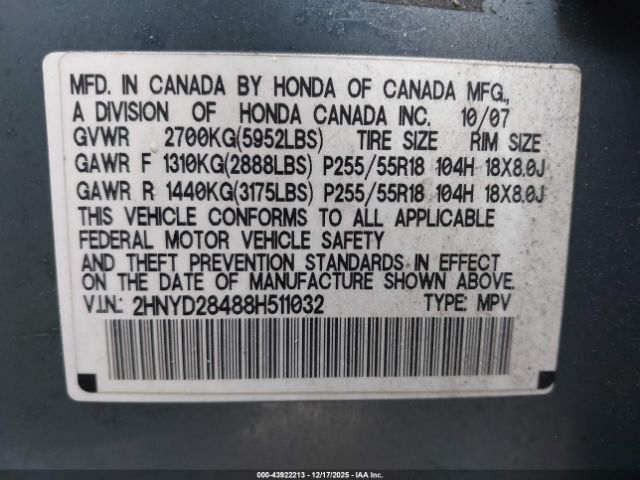 MFD. IN CANADA BY HONDA OF CANADA MFG.,
A DIVISION OF HONDA CANADA INC. 10/07
GVWR 2700KG(5952LBS) TIRE SIZE RIM SIZE
GAWR F 1310KG(2888LBS) P255/55R18 104H 18X8.0J
GAWR R 1440KG(3175LBS) P255/55R18 104H 18X8.0J
THIS VEHICLE CONFORMS TO ALL APPLICABLE
FEDERAL MOTOR VEHICLE SAFETY
AND THEFT PREVENTION STANDARDS IN EFFECT
ON THE DATE OF MANUFACTURE SHOWN ABOVE.
V.I.N.: 2HNYD28488H511032 TYPE: MPV
000-43922213 - 12/17/2025 - IAAI.com